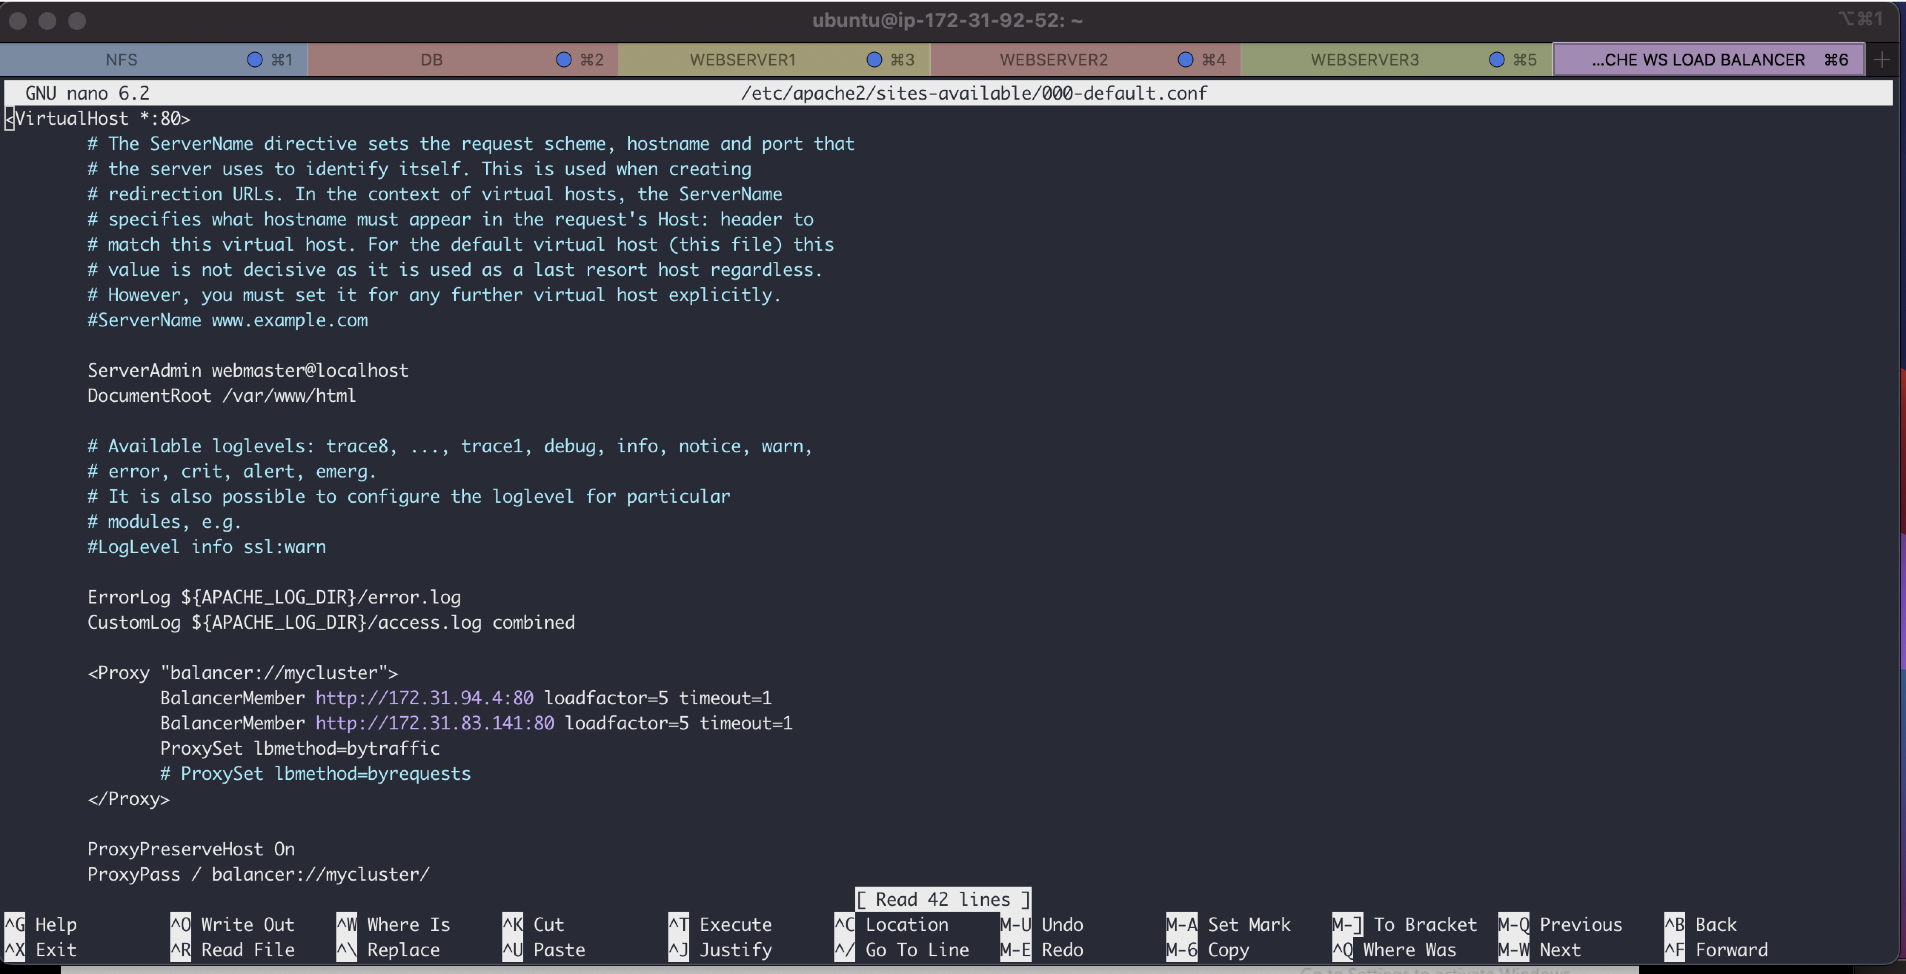 ubuntu@ip-172-31-92-52: ~
⌥⌘1
NFS ⌘1 DB ⌘2 WEBSERVER1 ⌘3 WEBSERVER2 ⌘4 WEBSERVER3 ⌘5 ...CHE WS LOAD BALANCER ⌘6 +
GNU nano 6.2 /etc/apache2/sites-available/000-default.conf
<VirtualHost *:80>
# The ServerName directive sets the request scheme, hostname and port that
# the server uses to identify itself. This is used when creating
# redirection URLs. In the context of virtual hosts, the ServerName
# specifies what hostname must appear in the request's Host: header to
# match this virtual host. For the default virtual host (this file) this
# value is not decisive as it is used as a last resort host regardless.
# However, you must set it for any further virtual host explicitly.
#ServerName www.example.com
ServerAdmin webmaster@localhost
DocumentRoot /var/www/html
# Available loglevels: trace8, ..., trace1, debug, info, notice, warn,
# error, crit, alert, emerg.
# It is also possible to configure the loglevel for particular
# modules, e.g.
#LogLevel info ssl:warn
ErrorLog ${APACHE_LOG_DIR}/error.log
CustomLog ${APACHE_LOG_DIR}/access.log combined
<Proxy "balancer://mycluster">
BalancerMember http://172.31.94.4:80 loadfactor=5 timeout=1
BalancerMember http://172.31.83.141:80 loadfactor=5 timeout=1
ProxySet lbmethod=bytraffic
# ProxySet lbmethod=byrequests
</Proxy>
ProxyPreserveHost On
ProxyPass / balancer://mycluster/
[ Read 42 lines ]
^G Help ^O Write Out ^W Where Is ^K Cut ^T Execute ^C Location M-U Undo M-A Set Mark M-] To Bracket M-Q Previous ^B Back
^X Exit ^R Read File ^\ Replace ^U Paste ^J Justify ^/ Go To Line M-E Redo M-6 Copy ^Q Where Was M-W Next ^F Forward
Go to Settings to activate Windows